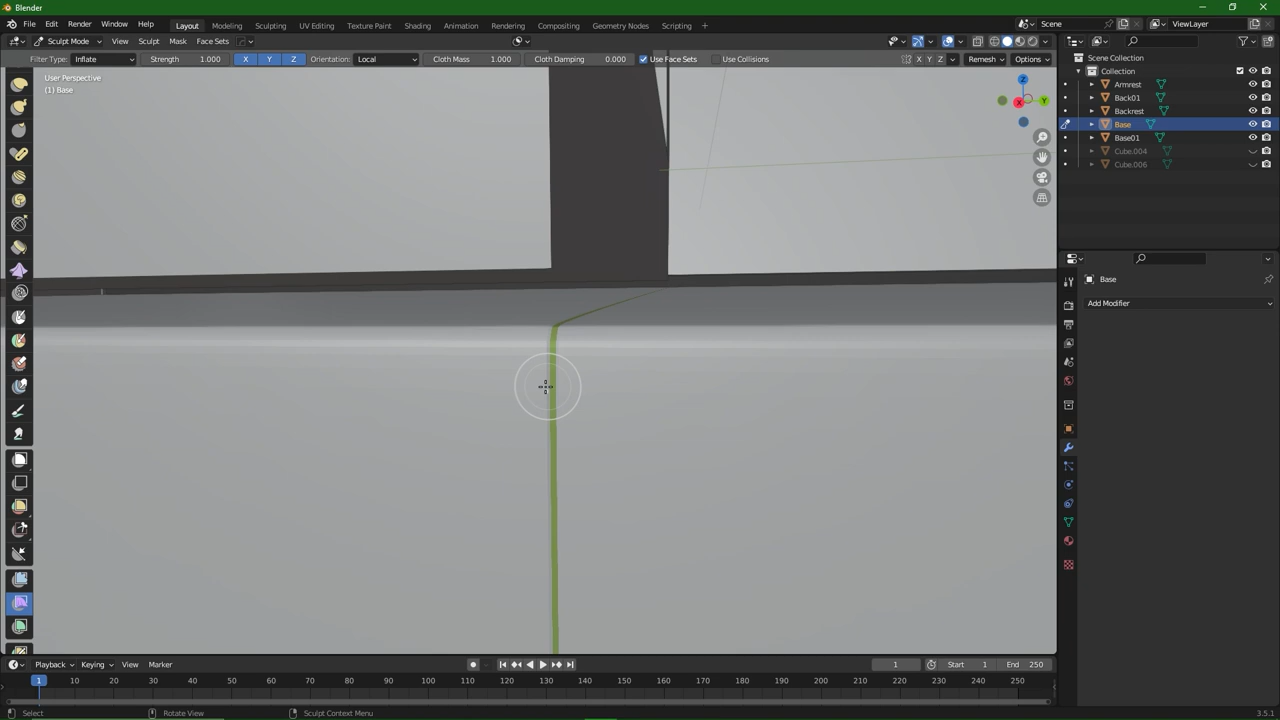 Blender
File Edit Render Window Help Layout Modeling Sculpting UV Editing Texture Paint Shading Animation Rendering Compositing Geometry Nodes Scripting + Scene ViewLayer
Sculpt Mode View Sculpt Mask Face Sets
Filter Type: Inflate Strength 1.000 X Y Z Orientation: Local Cloth Mass 1.000 Cloth Damping 0.000 Use Face Sets Use Collisions X Y Z Remesh Options
User Perspective
(1) Base
Z
X Y
Scene Collection
Collection
Armrest
Back01
Backrest
Base
Base01
Cube.004
Cube.006
Base
Add Modifier
Playback Keying View Marker 1 Start 1 End 250
1 10 20 30 40 50 60 70 80 90 100 110 120 130 140 150 160 170 180 190 200 210 220 230 240 250
Select Rotate View Sculpt Context Menu 3.5.1